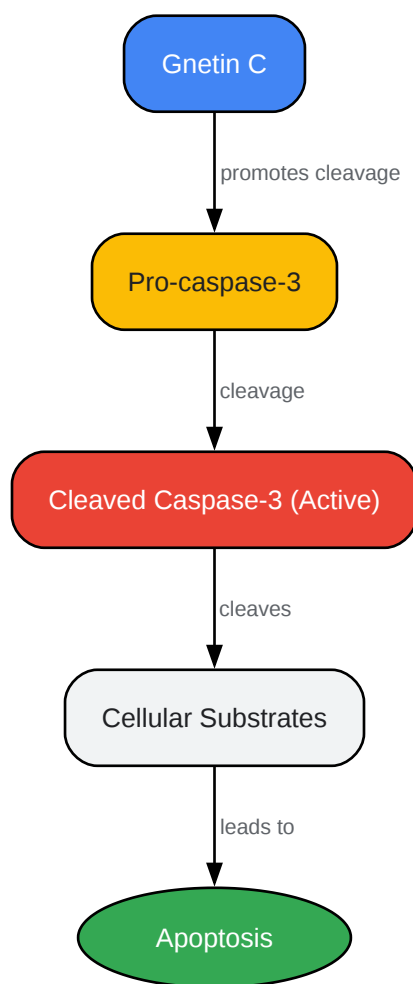 Gnetin C
promotes cleavage
Pro-caspase-3
cleavage
Cleaved Caspase-3 (Active)
cleaves
Cellular Substrates
leads to
Apoptosis